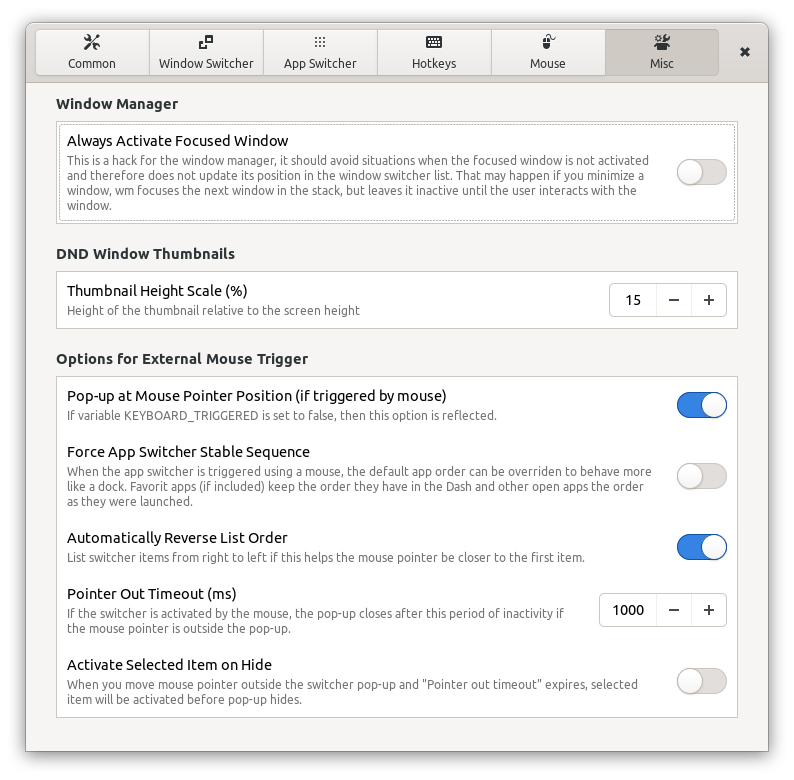 Common
Window Switcher
App Switcher
Hotkeys
Mouse
Misc
Window Manager
Always Activate Focused Window
This is a hack for the window manager, it should avoid situations when the focused window is not activated
and therefore does not update its position in the window switcher list. That may happen if you minimize a
window, wm focuses the next window in the stack, but leaves it inactive until the user interacts with the
window.
DND Window Thumbnails
Thumbnail Height Scale (%)
Height of the thumbnail relative to the screen height
15 − +
Options for External Mouse Trigger
Pop-up at Mouse Pointer Position (if triggered by mouse)
If variable KEYBOARD_TRIGGERED is set to false, then this option is reflected.
Force App Switcher Stable Sequence
When the app switcher is triggered using a mouse, the default app order can be overriden to behave more
like a dock. Favorit apps (if included) keep the order they have in the Dash and other open apps the order
as they were launched.
Automatically Reverse List Order
List switcher items from right to left if this helps the mouse pointer be closer to the first item.
Pointer Out Timeout (ms)
If the switcher is activated by the mouse, the pop-up closes after this period of inactivity if
the mouse pointer is outside the pop-up.
1000 − +
Activate Selected Item on Hide
When you move mouse pointer outside the switcher pop-up and "Pointer out timeout" expires, selected
item will be activated before pop-up hides.